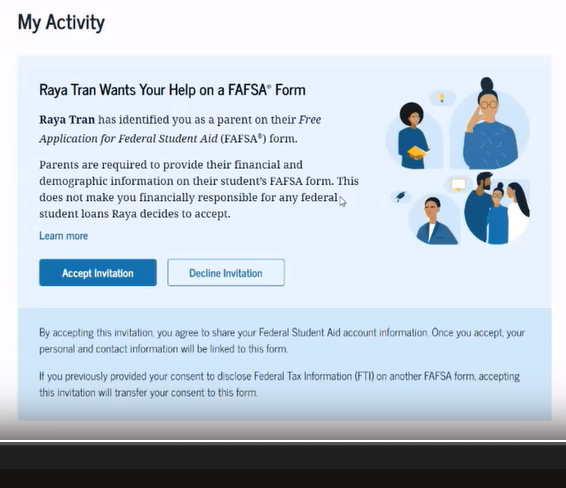 My Activity
Raya Tran Wants Your Help on a FAFSA® Form
Raya Tran has identified you as a parent on their Free
Application for Federal Student Aid (FAFSA®) form.
Parents are required to provide their financial and
demographic information on their student's FAFSA form. This
does not make you financially responsible for any federal
student loans Raya decides to accept.
Learn more
Accept Invitation
Decline Invitation
By accepting this invitation, you agree to share your Federal Student Aid account information. Once you accept, your
personal and contact information will be linked to this form.
If you previously provided your consent to disclose Federal Tax Information (FTI) on another FAFSA form, accepting
this invitation will transfer your consent to this form.